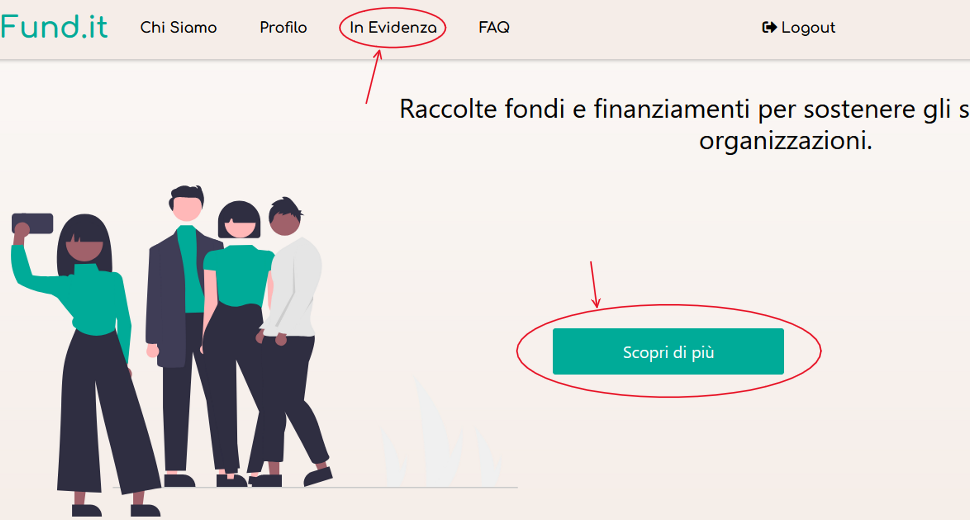 Fund.it Chi Siamo Profilo In Evidenza FAQ Logout
Raccolte fondi e finanziamenti per sostenere gli s
organizzazioni.
Scopri di più